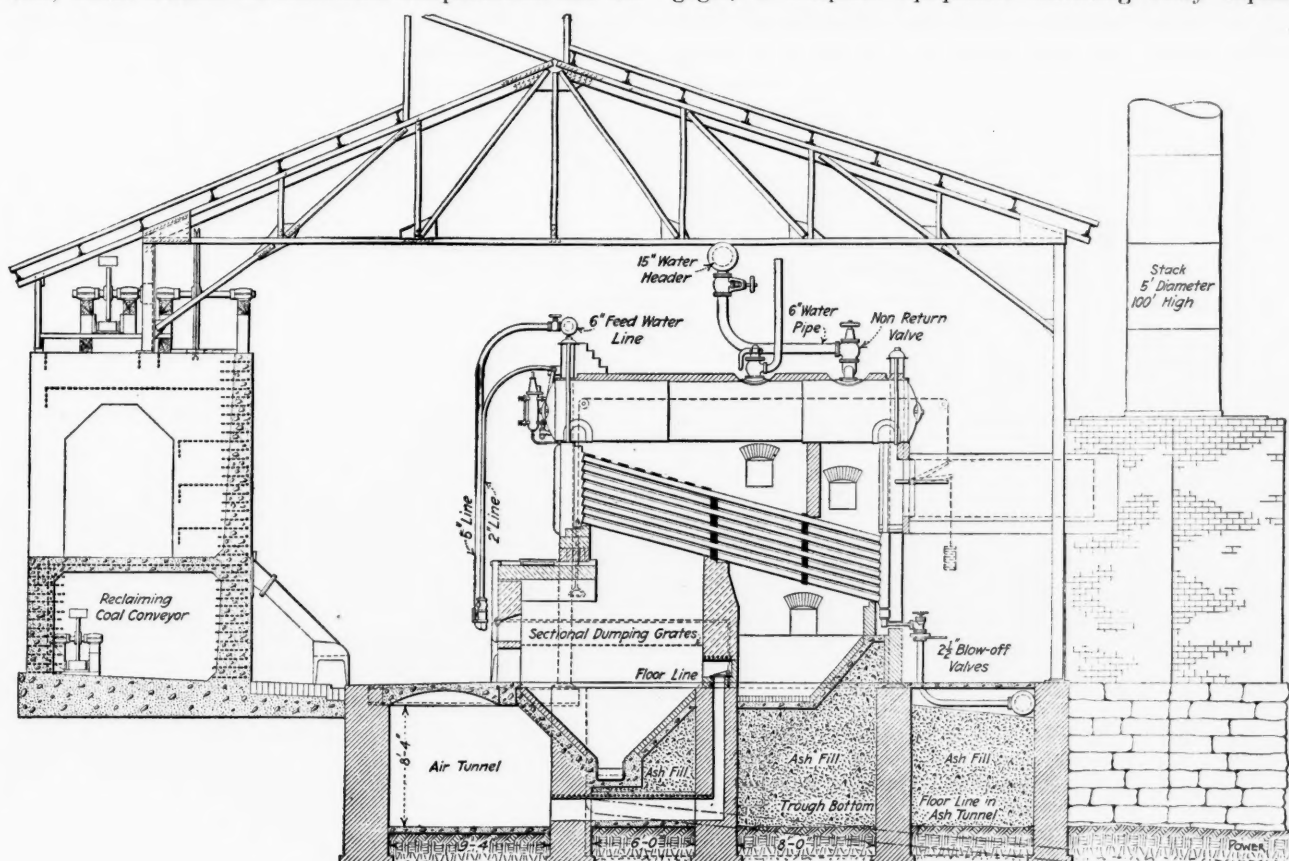 15" Water
Header
6" Feed Water
Line
6" Water
Pipe
Non Return
Valve
Stack
5' Diameter
100' High
6" Line
2" Line
Reclaiming
Coal Conveyor
Sectional Dumping Grates
Floor Line
2½" Blow-off
Valves
8'-4"
Air Tunnel
Ash Fill
Ash Fill
Ash Fill
Trough Bottom
Floor Line in
Ash Tunnel
9-4
6-0
8-0"
POWER